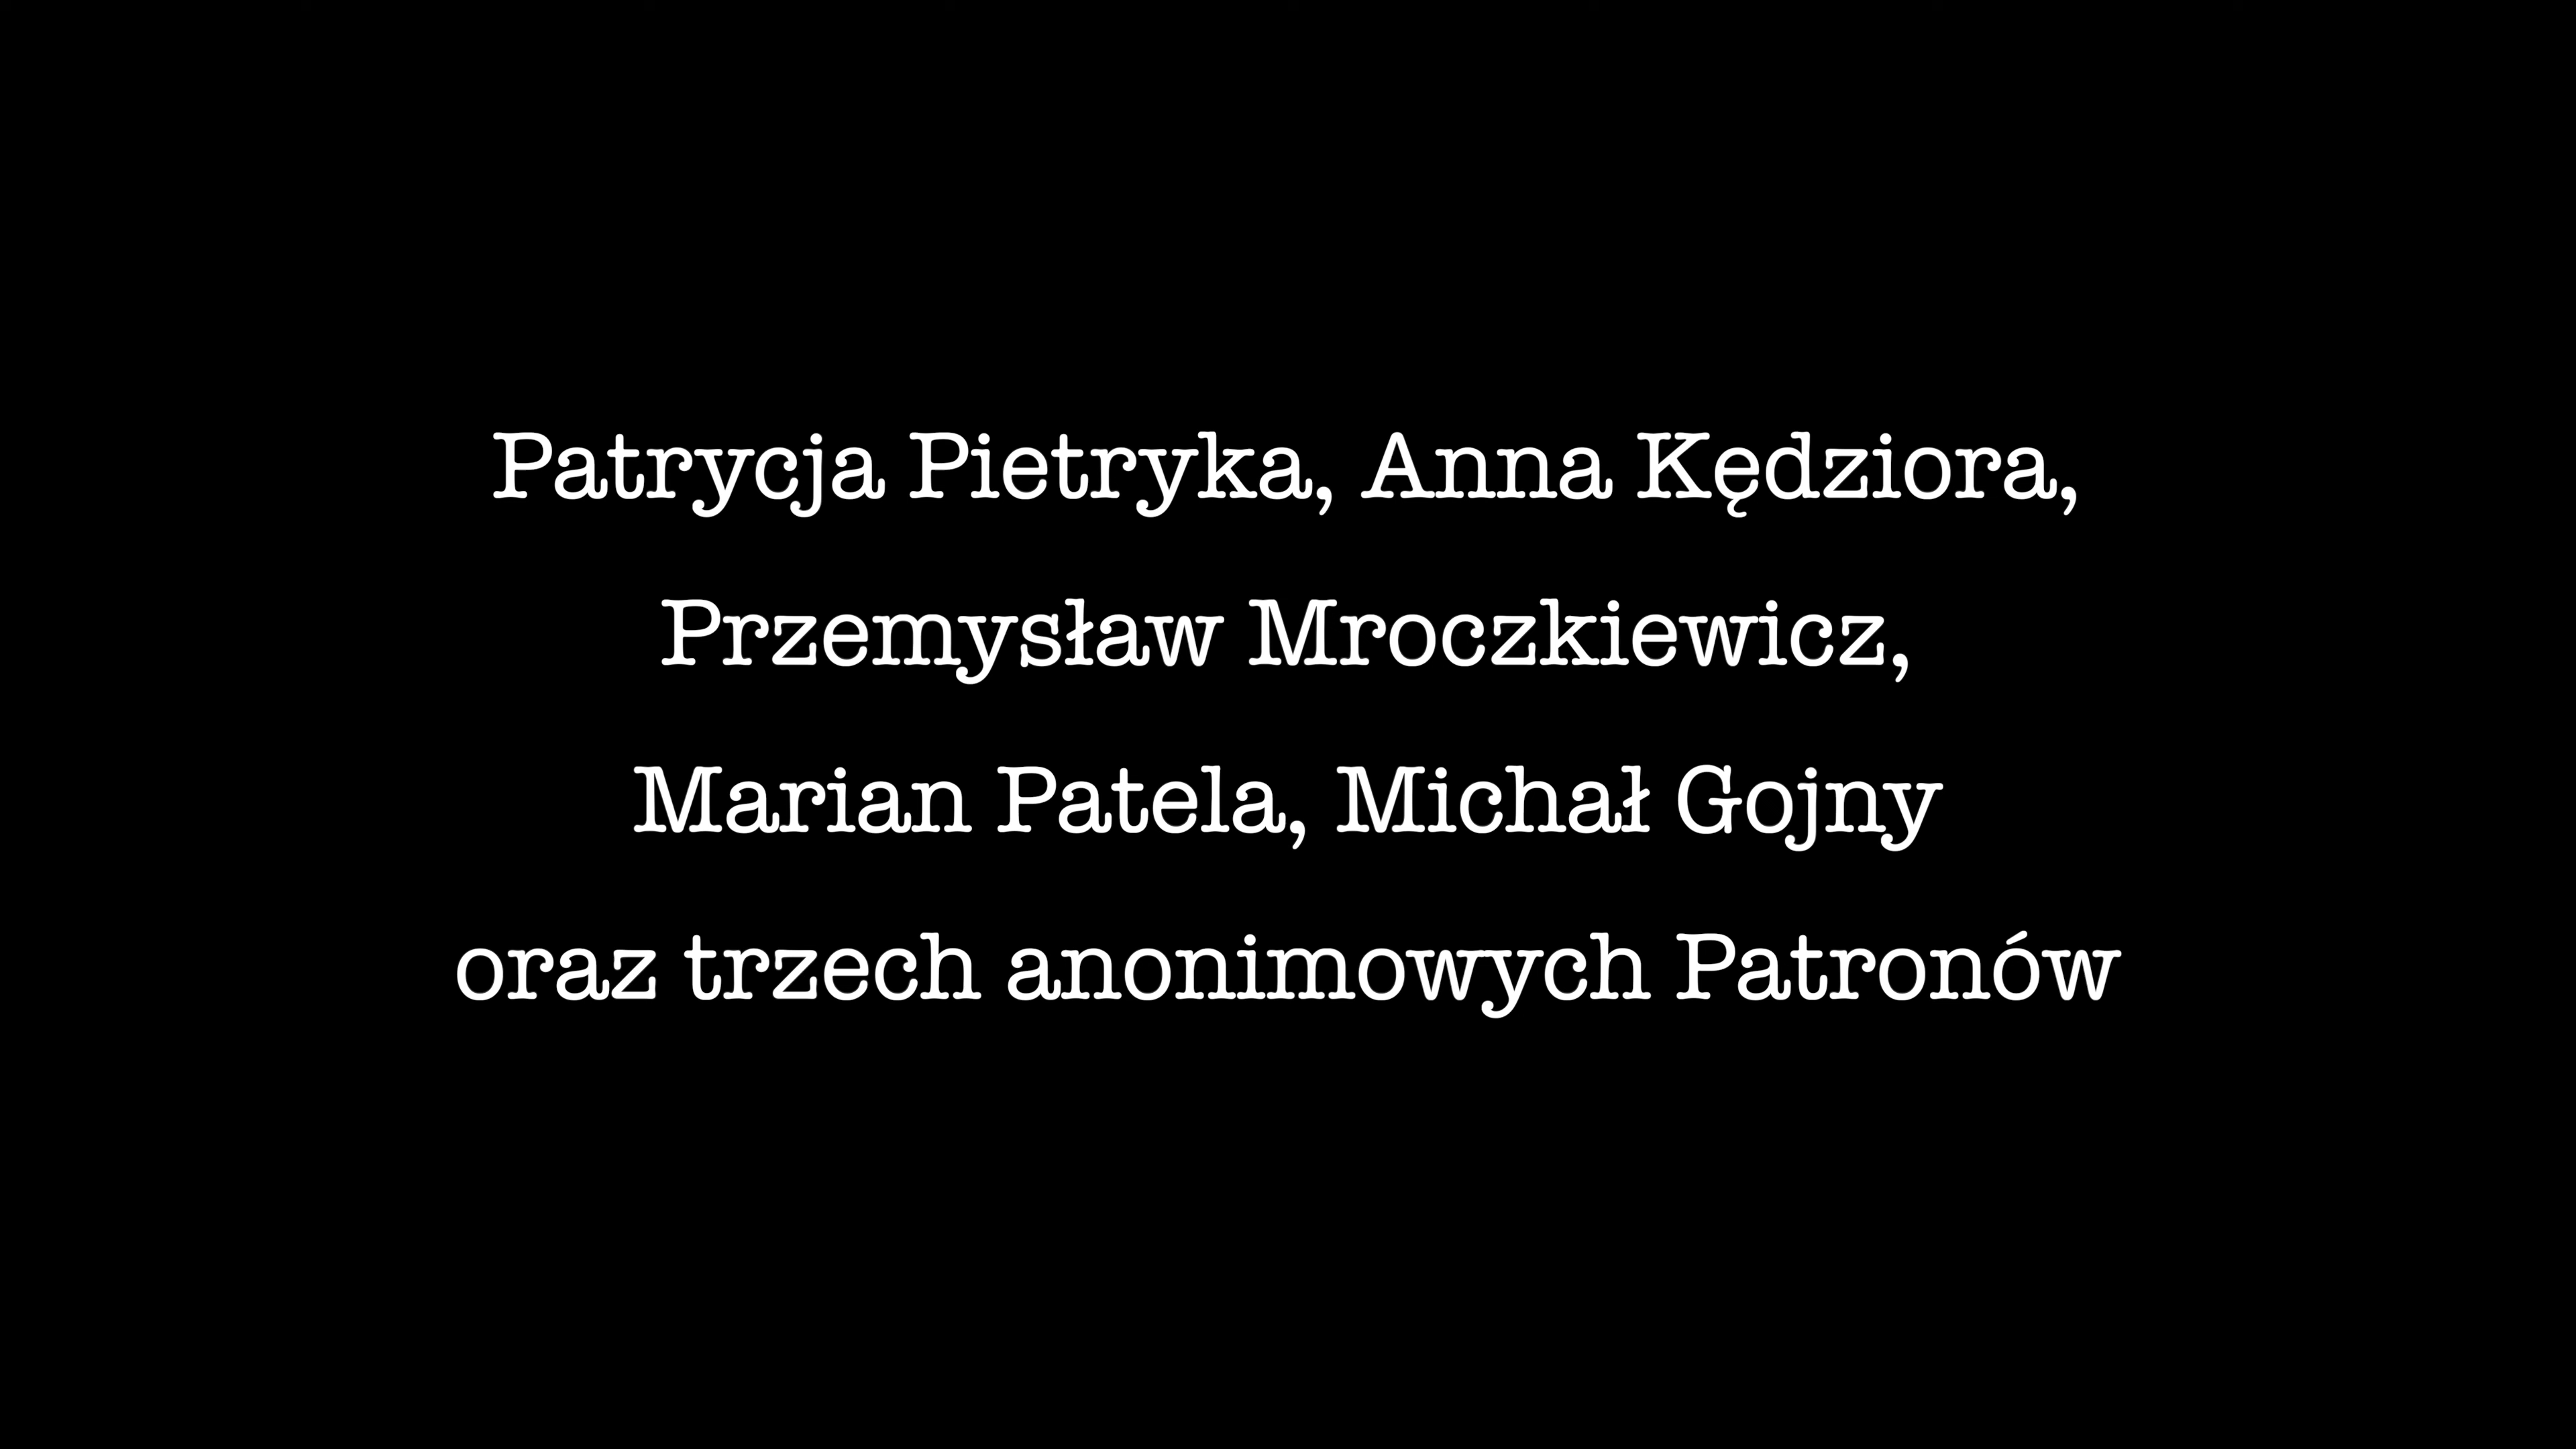 Patrycja Pietryka, Anna Kędziora,
Przemysław Mroczkiewicz,
Marian Patela, Michał Gojny
oraz trzech anonimowych Patronów